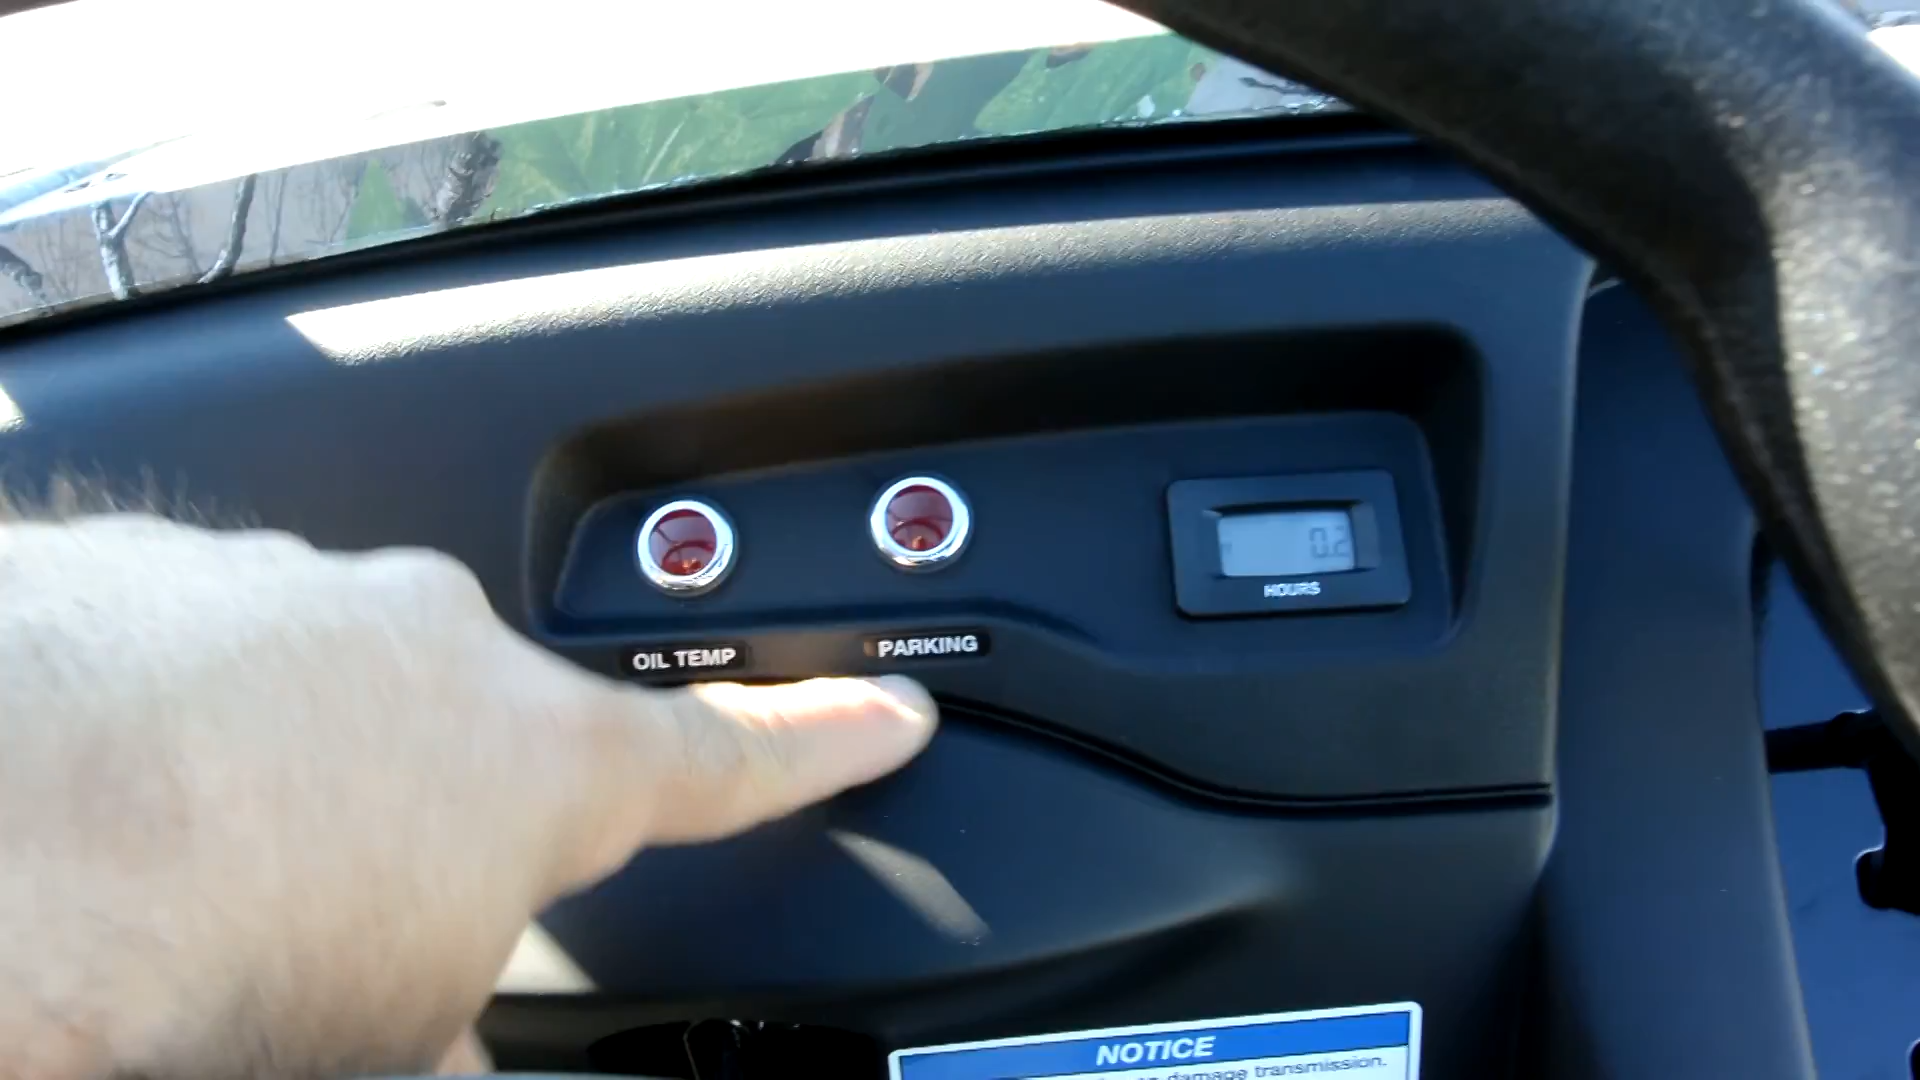 0.2
HOURS
OIL TEMP
PARKING
NOTICE
damage transmission.